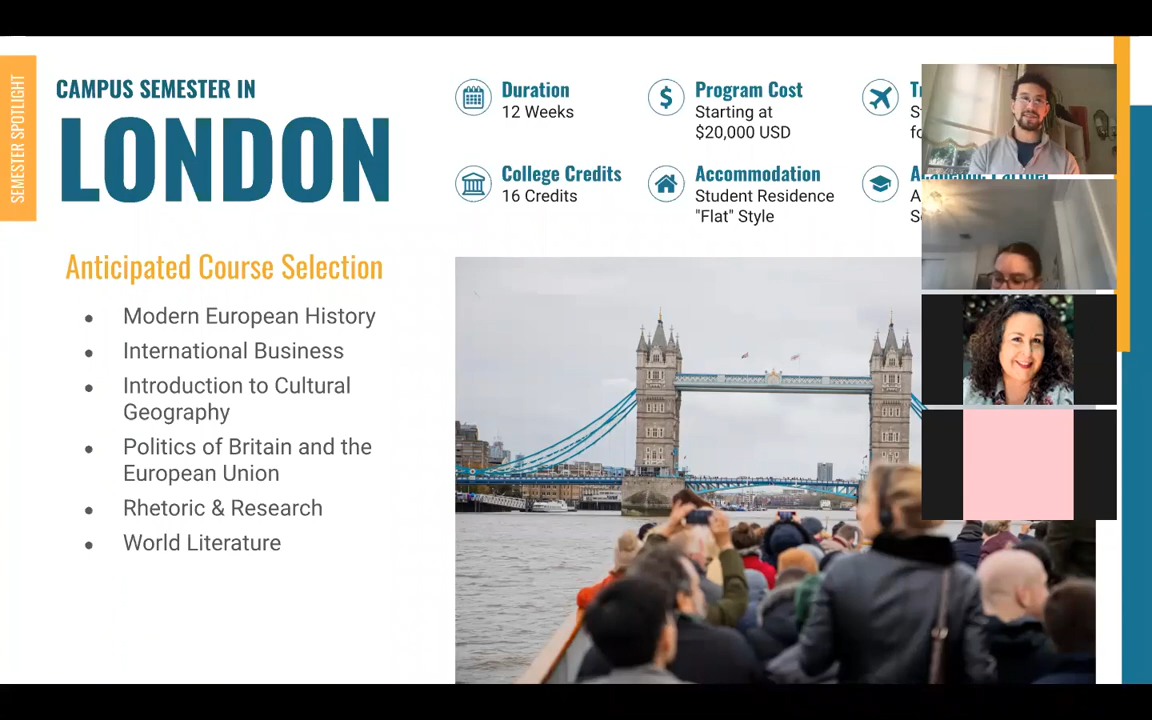 SEMESTER SPOTLIGHT
CAMPUS SEMESTER IN
LONDON
Duration
12 Weeks
Program Cost
Starting at
$20,000 USD
College Credits
16 Credits
Accommodation
Student Residence
"Flat" Style
Anticipated Course Selection
• Modern European History
• International Business
• Introduction to Cultural
Geography
• Politics of Britain and the
European Union
• Rhetoric & Research
• World Literature